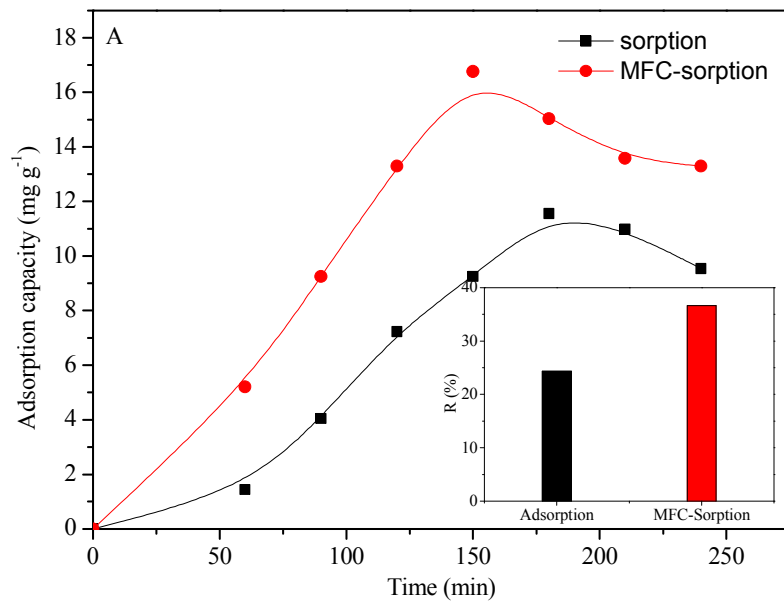 A
sorption
MFC-sorption
Adsorption capacity (mg g⁻¹)
18
16
14
12
10
8
6
4
2
0
0
50
100
150
200
250
Time (min)
R (%)
40
30
20
10
0
Adsorption
MFC-Sorption